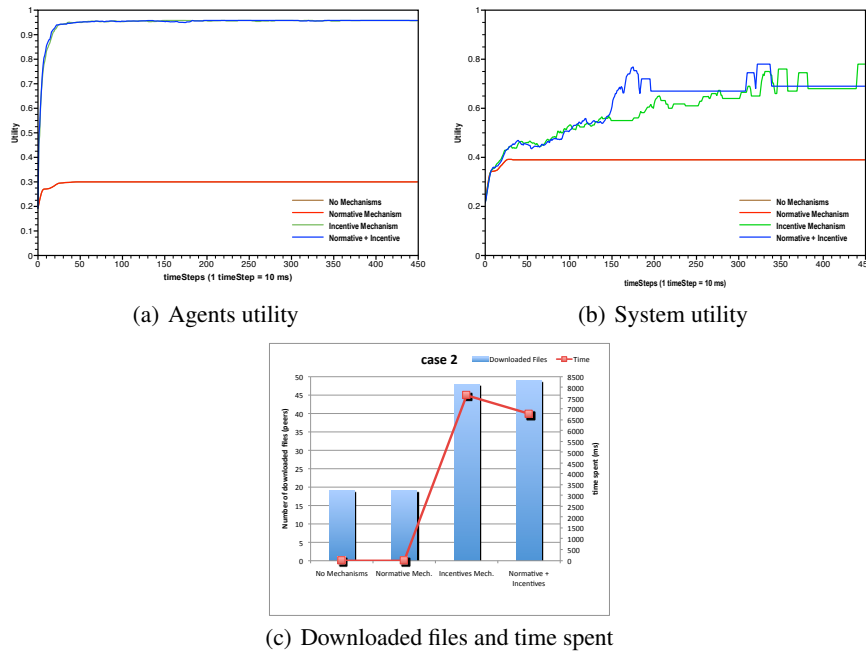 1
0.9
0.8
0.7
0.6
0.5
0.4
0.3
0.2
0.1
0
Utility
0 50 100 150 200 250 300 350 400 450
timeSteps (1 timeStep = 10 ms)
No Mechanisms
Normative Mechanism
Incentive Mechanism
Normative + Incentive
(a) Agents utility
1
0.8
0.6
0.4
0.2
0
Utility
0 50 100 150 200 250 300 350 400 450
timeSteps (1 timeStep = 10 ms)
No Mechanisms
Normative Mechanism
Incentive Mechanism
Normative + Incentive
(b) System utility
case 2
Downloaded Files
Time
Number of downloaded files (peers)
50
45
40
35
30
25
20
15
10
5
0
8500
8000
7500
7000
6500
6000
5500
5000
4500
4000
3500
3000
2500
2000
1500
1000
500
0
time spent (ms)
No Mechanisms
Normative Mech.
Incentives Mech.
Normative +
Incentives
(c) Downloaded files and time spent